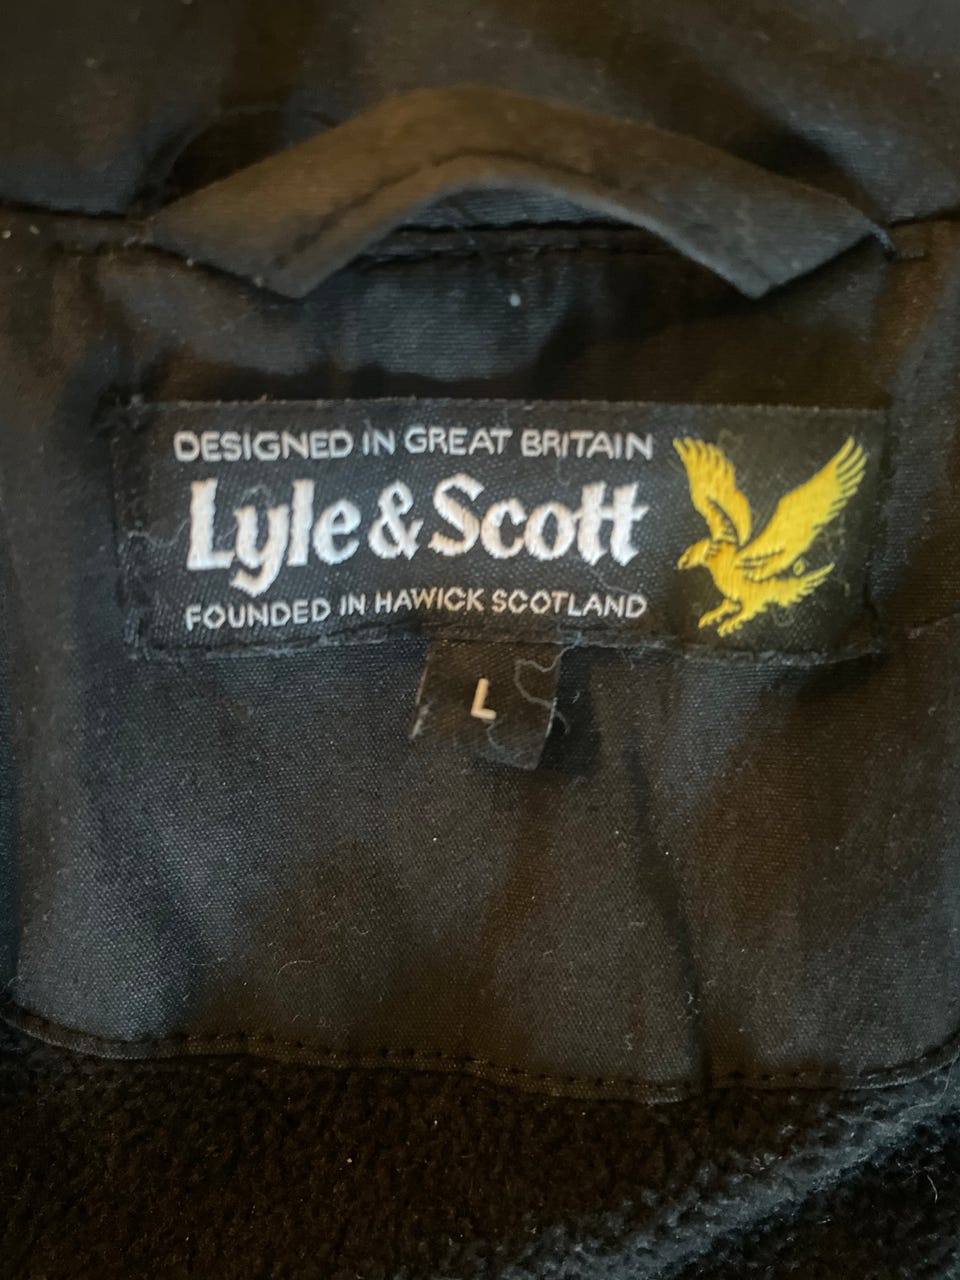 DESIGNED IN GREAT BRITAIN
Lyle & Scott
FOUNDED IN HAWICK SCOTLAND
L